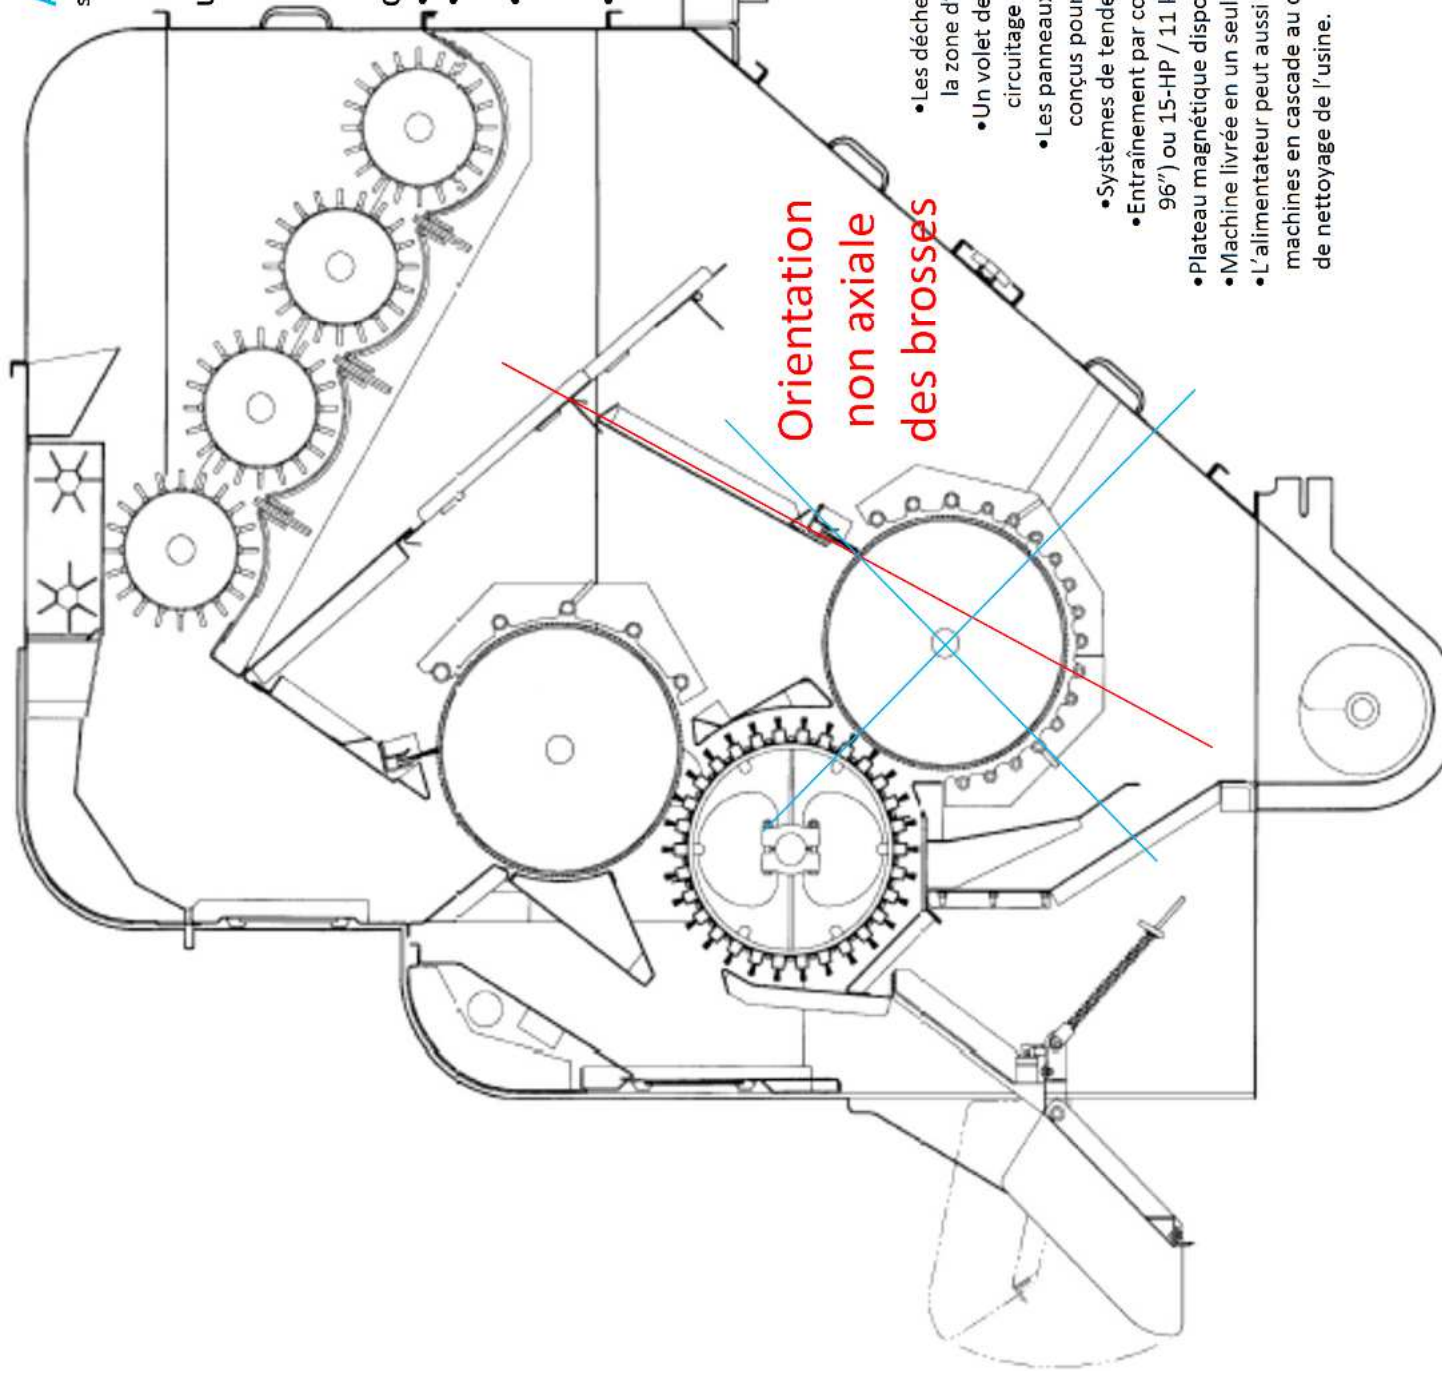 Orientation
non axiale
des brosses
•Les déche
la zone d'
•Un volet de
circuitage
•Les panneaux
conçus pour
•Systèmes de tende
•Entraînement par co
96") ou 15-HP / 11
•Plateau magnétique dispo
•Machine livrée en un seul
•L'alimentateur peut aussi
machines en cascade au
de nettoyage de l'usine.